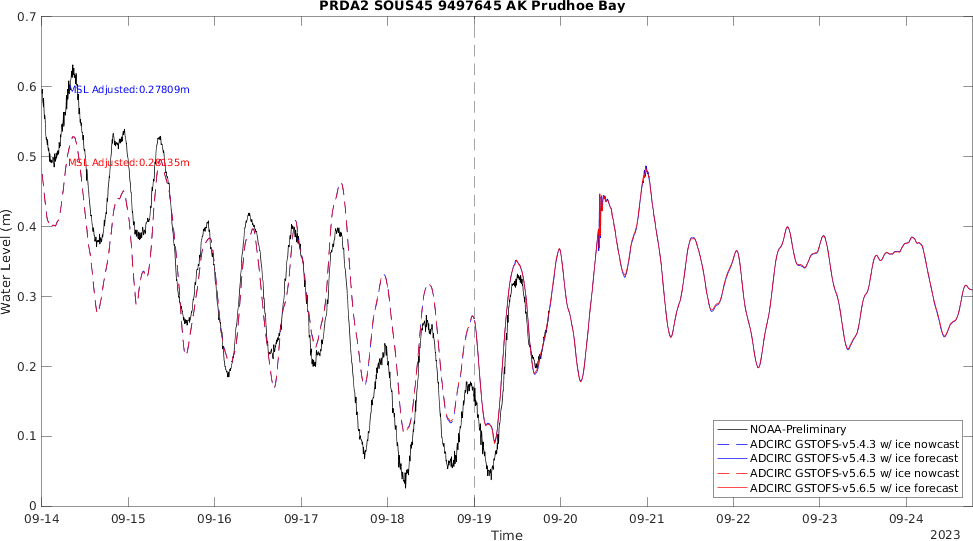 PRDA2 SOUS45 9497645 AK Prudhoe Bay
0.7
0.6
0.5
0.4
0.3
0.2
0.1
0
Water Level (m)
MSL Adjusted:0.27809m
MSL Adjusted:
NOAA-Preliminary
ADCIRC GSTOFS-v5.4.3 w/ ice nowcast
ADCIRC GSTOFS-v5.4.3 w/ ice forecast
ADCIRC GSTOFS-v5.6.5 w/ ice nowcast
ADCIRC GSTOFS-v5.6.5 w/ ice forecast
09-14 09-15 09-16 09-17 09-18 09-19 09-20 09-21 09-22 09-23 09-24
Time
2023